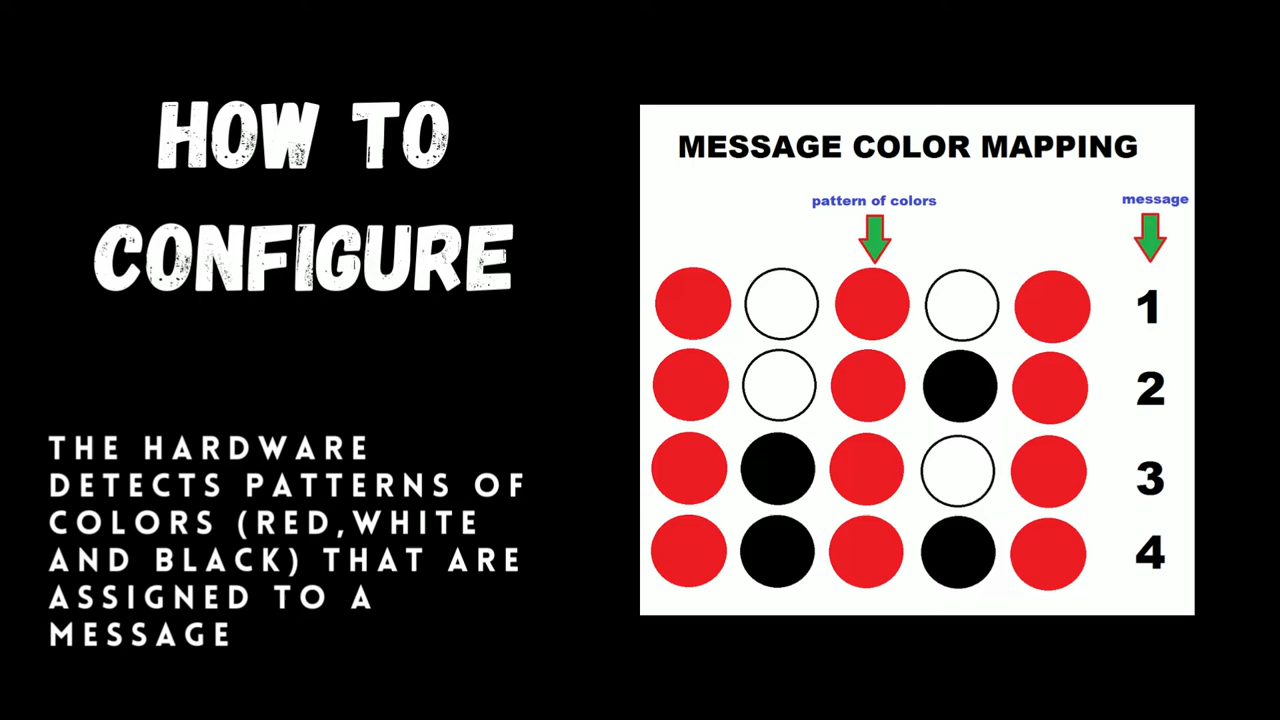 HOW TO
CONFIGURE
THE HARDWARE
DETECTS PATTERNS OF
COLORS (RED,WHITE
AND BLACK) THAT ARE
ASSIGNED TO A
MESSAGE
MESSAGE COLOR MAPPING
pattern of colors
message
1
2
3
4